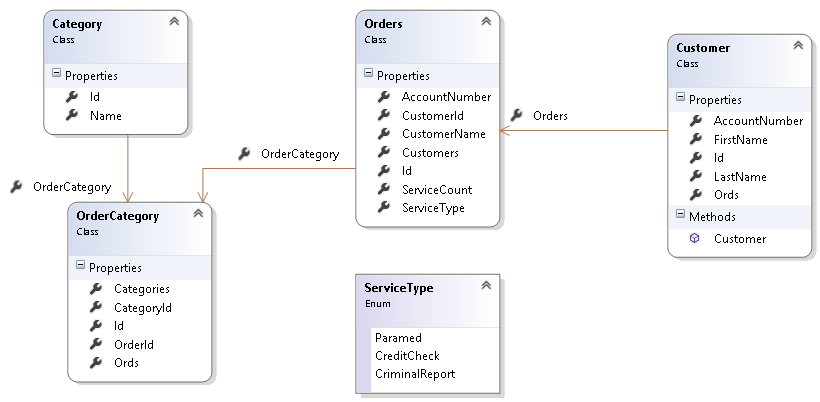 Category
Class
Properties
Id
Name
OrderCategory
OrderCategory
Class
Properties
Categories
CategoryId
Id
OrderId
Ords
OrderCategory
Orders
Class
Properties
AccountNumber
CustomerId
CustomerName
Customers
Id
ServiceCount
ServiceType
ServiceType
Enum
Paramed
CreditCheck
CriminalReport
Orders
Customer
Class
Properties
AccountNumber
FirstName
Id
LastName
Ords
Methods
Customer